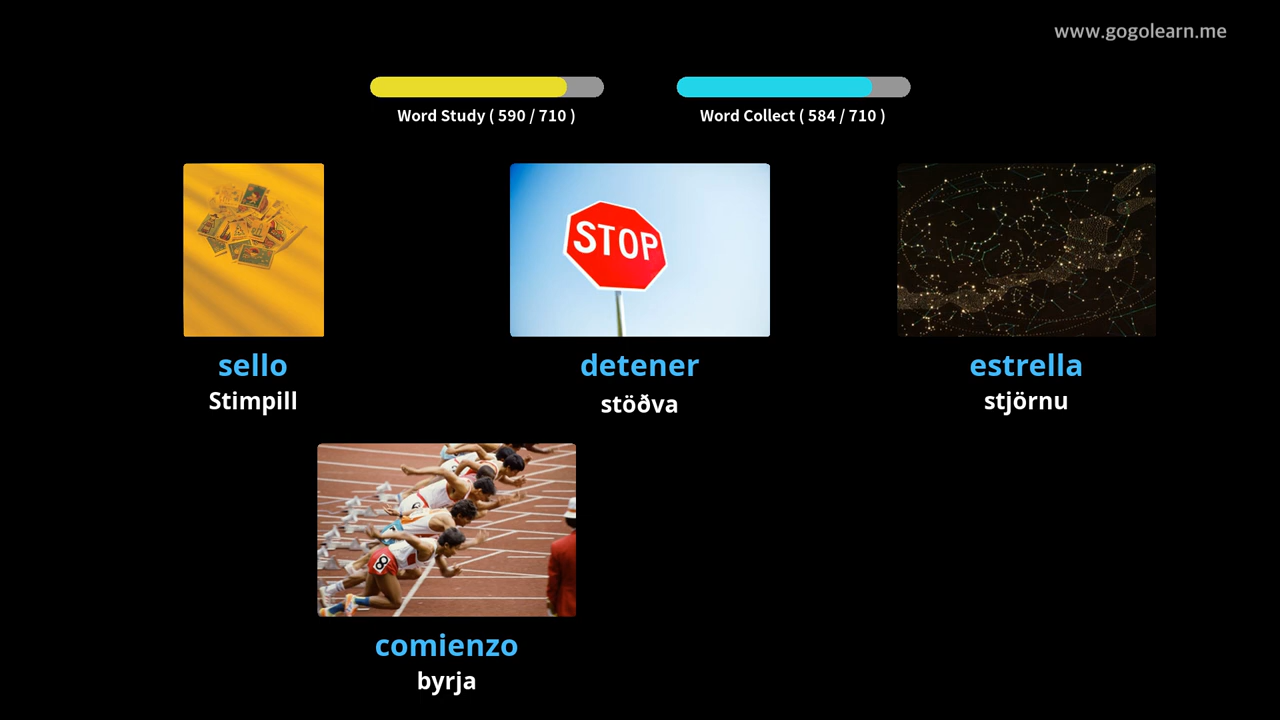 www.gogolearn.me
Word Study ( 590 / 710 )
Word Collect ( 584 / 710 )
STOP
sello
Stimpill
detener
stöðva
estrella
stjörnu
8
comienzo
byrja